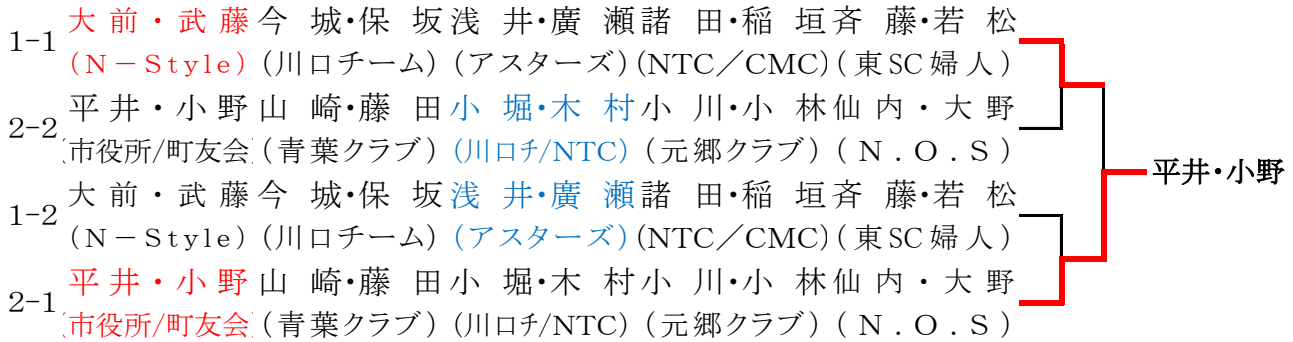 1-1 大前・武藤 今 城・保 坂 浅 井・廣 瀬 諸 田・稲 垣 斉 藤・若 松
(N－Style) (川口チーム) (アスターズ) (NTC／CMC) (東SC婦人)
2-2 平井・小野 山 崎・藤 田 小 堀・木 村 小 川・小 林 仙内・大野
(市役所/町友会) (青葉クラブ) (川口チ/NTC) (元郷クラブ) (N.O.S)
平井・小野
1-2 大前・武藤 今 城・保 坂 浅 井・廣 瀬 諸 田・稲 垣 斉 藤・若 松
(N－Style) (川口チーム) (アスターズ) (NTC／CMC) (東SC婦人)
2-1 平井・小野 山 崎・藤 田 小 堀・木 村 小 川・小 林 仙内・大野
(市役所/町友会) (青葉クラブ) (川口チ/NTC) (元郷クラブ) (N.O.S)